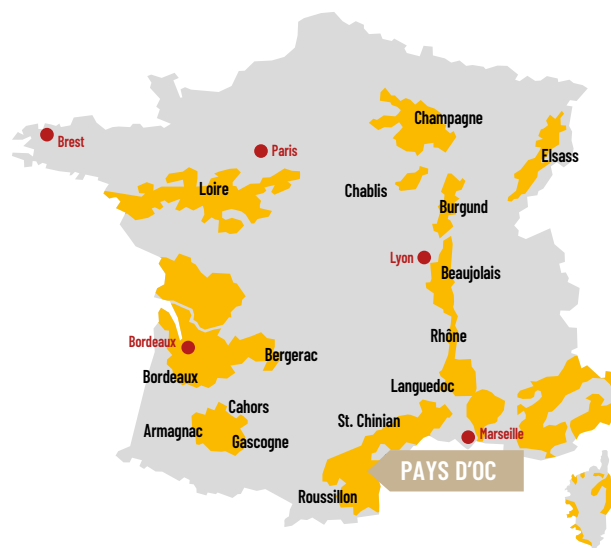 Champagne
Brest
Paris
Elsass
Loire
Chablis
Burgund
Lyon
Beaujolais
Rhône
Bordeaux
Bergerac
Bordeaux
Languedoc
Cahors
St. Chinian
Armagnac
Gascogne
Marseille
PAYS D'OC
Roussillon